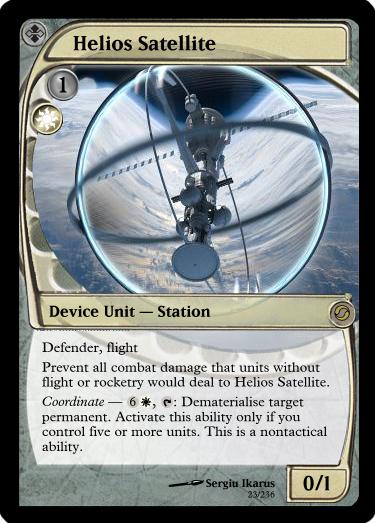 Helios Satellite
1
Device Unit — Station
Defender, flight
Prevent all combat damage that units without
flight or rocketry would deal to Helios Satellite.
Coordinate — 6 , : Dematerialise target
permanent. Activate this ability only if you
control five or more units. This is a nontactical
ability.
Sergiu Ikarus
23/236
0/1